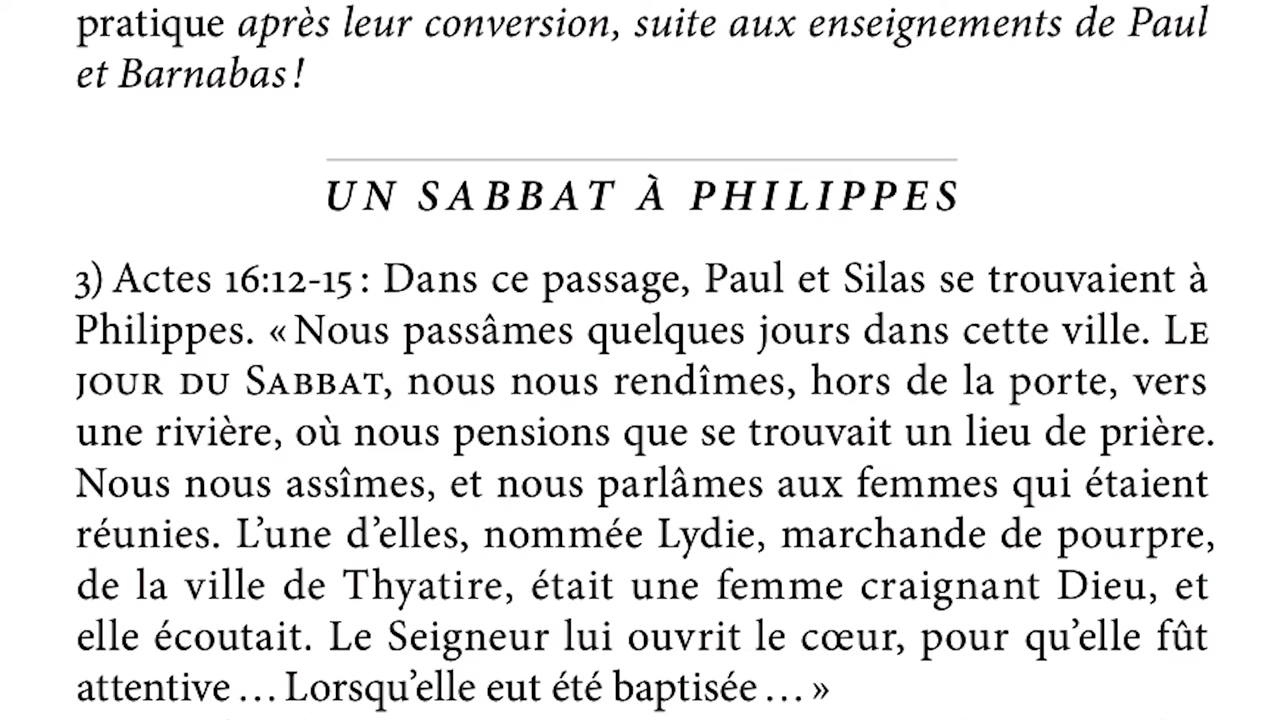 pratique après leur conversion, suite aux enseignements de Paul
et Barnabas !
UN SABBAT À PHILIPPES
3) Actes 16:12-15 : Dans ce passage, Paul et Silas se trouvaient à
Philippes. « Nous passâmes quelques jours dans cette ville. LE
JOUR DU SABBAT, nous nous rendîmes, hors de la porte, vers
une rivière, où nous pensions que se trouvait un lieu de prière.
Nous nous assîmes, et nous parlâmes aux femmes qui étaient
réunies. L’une d’elles, nommée Lydie, marchande de pourpre,
de la ville de Thyatire, était une femme craignant Dieu, et
elle écoutait. Le Seigneur lui ouvrit le cœur, pour qu’elle fût
attentive … Lorsqu’elle eut été baptisée … »